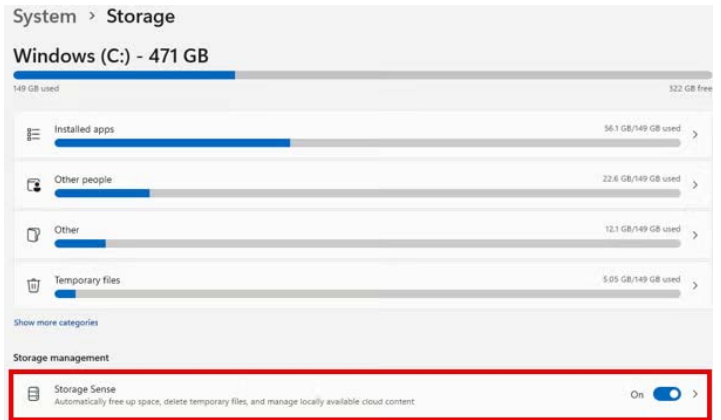 System > Storage
Windows (C:) - 471 GB
149 GB used
322 GB free
Installed apps
56.1 GB/149 GB used
Other people
22.6 GB/149 GB used
Other
12.1 GB/149 GB used
Temporary files
5.05 GB/149 GB used
Show more categories
Storage management
Storage Sense
On
Automatically free up space, delete temporary files, and manage locally available cloud content